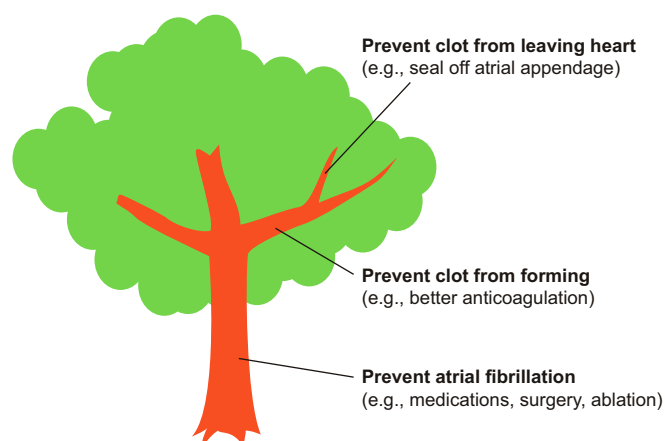 Prevent clot from leaving heart
(e.g., seal off atrial appendage)
Prevent clot from forming
(e.g., better anticoagulation)
Prevent atrial fibrillation
(e.g., medications, surgery, ablation)